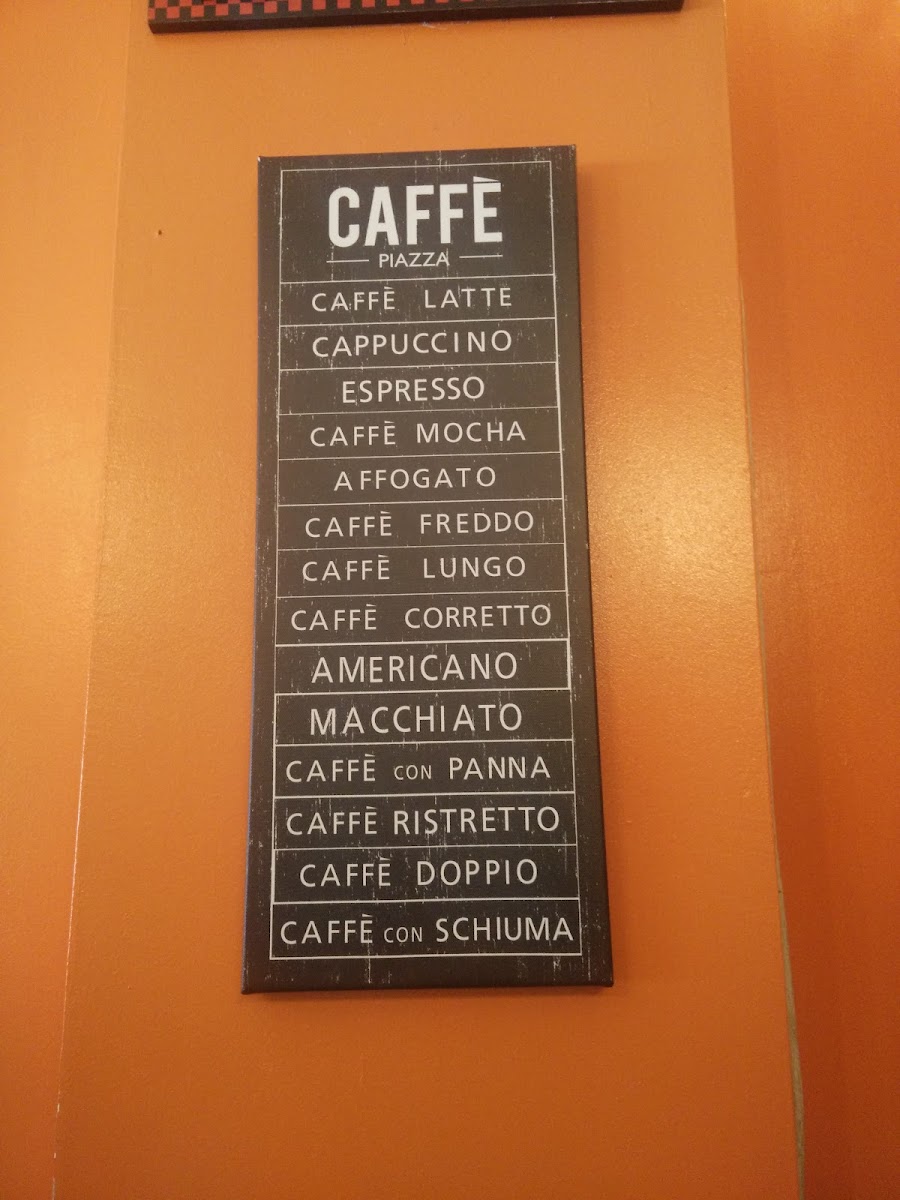 CAFFÈ
PIAZZA
CAFFÈ LATTE
CAPPUCCINO
ESPRESSO
CAFFÈ MOCHA
AFFOGATO
CAFFÈ FREDDO
CAFFÈ LUNGO
CAFFÈ CORRETTO
AMERICANO
MACCHIATO
CAFFÈ CON PANNA
CAFFÈ RISTRETTO
CAFFÈ DOPPIO
CAFFÈ CON SCHIUMA